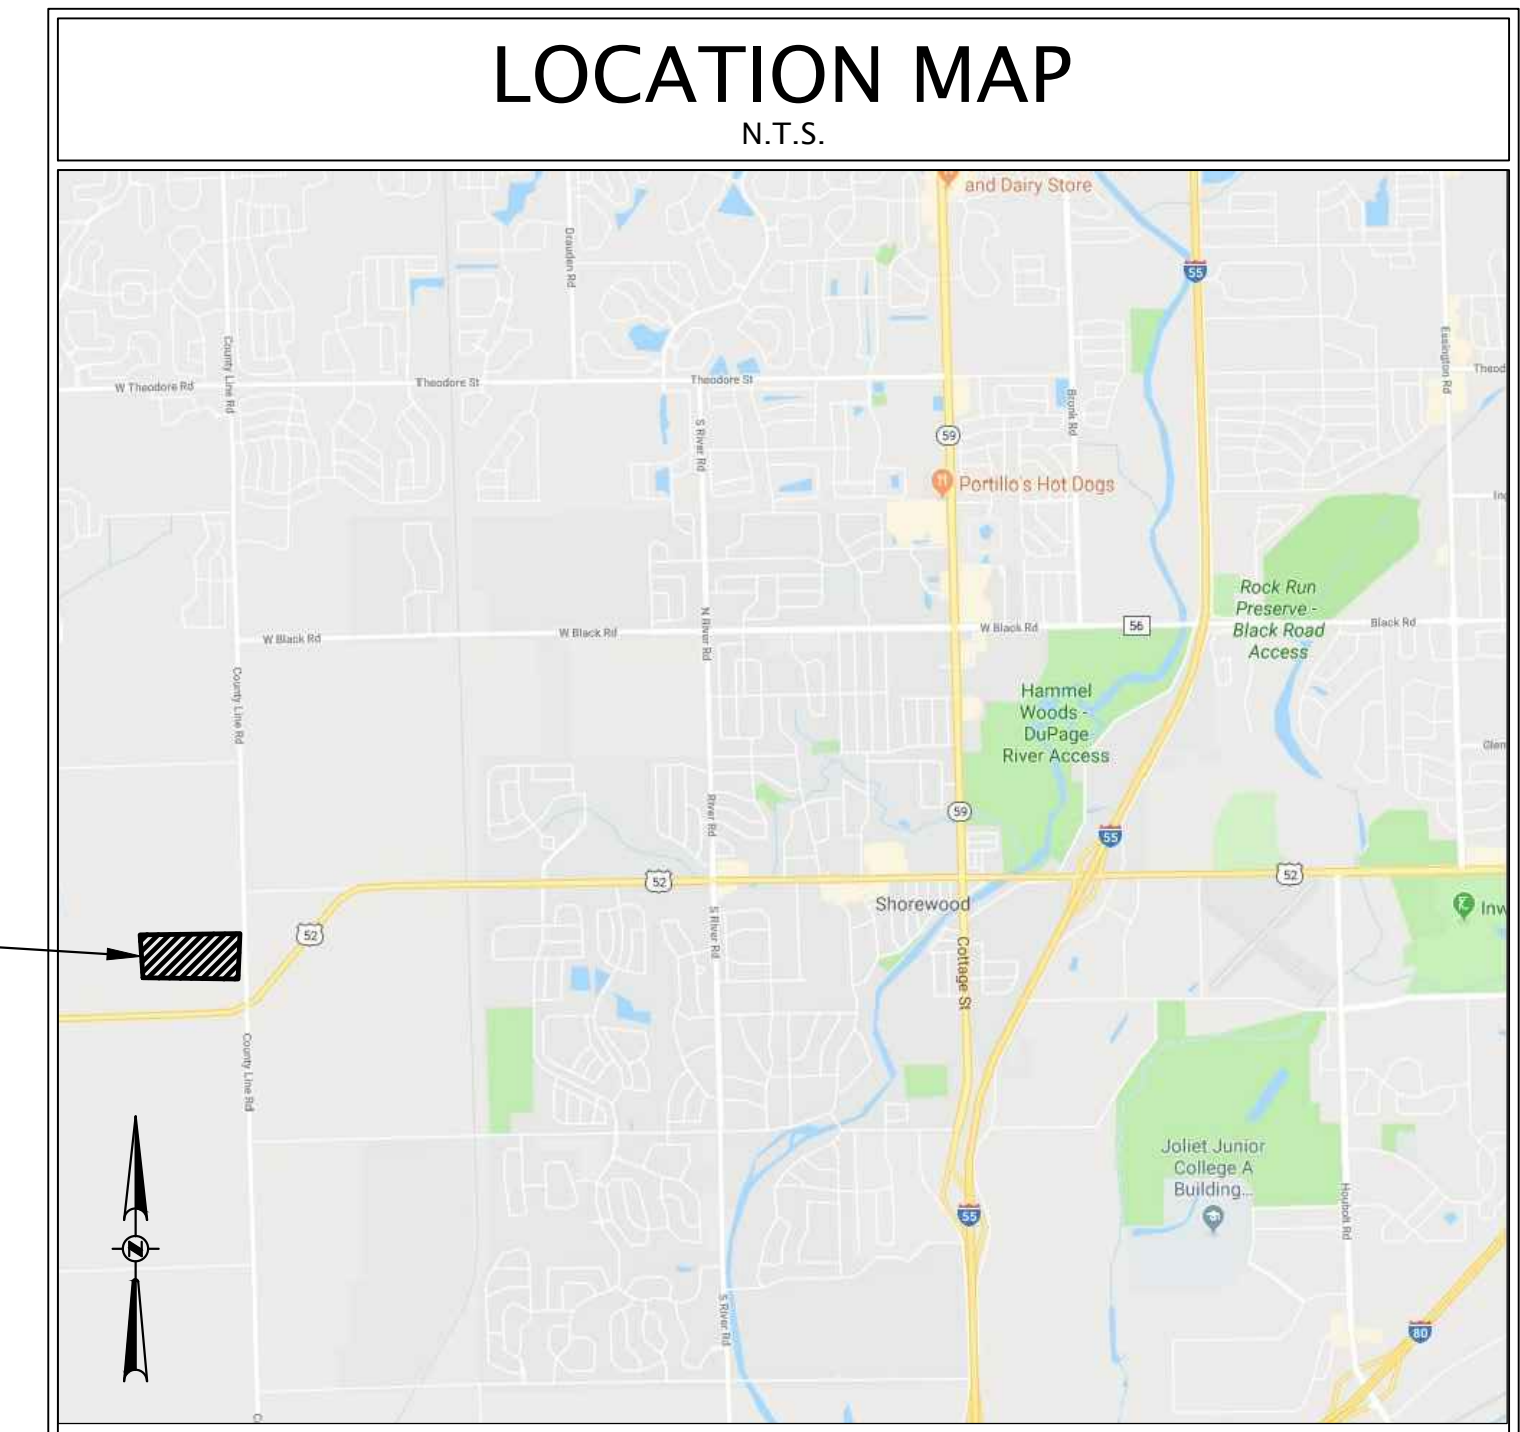 LOCATION MAP
N.T.S.
and Dairy Store
Drauden Rd
55
County Line Rd
Essington Rd
W Theodore Rd
Theodore St
Theodore St
Theod
Bronk Rd
S River Rd
59
Portillo's Hot Dogs
Rock Run
Preserve -
Black Road
Access
N River Rd
W Black Rd
W Black Rd
W Black Rd
56
Black Rd
County Line Rd
Hammel
Woods -
DuPage
River Access
Glen
River Rd
59
55
52
52
Shorewood
Inw
S River Rd
52
Cottage St
County Line Rd
Joliet Junior
College A
Building...
Houbolt Rd
55
N
S River Rd
80